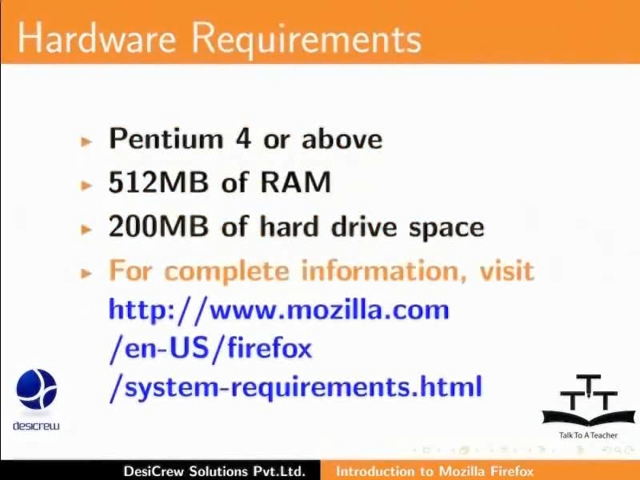 Hardware Requirements
Pentium 4 or above
512MB of RAM
200MB of hard drive space
For complete information, visit
http://www.mozilla.com
/en-US/firefox
/system-requirements.html
desicrew
TTT
Talk To A Teacher
DesiCrew Solutions Pvt.Ltd. Introduction to Mozilla Firefox